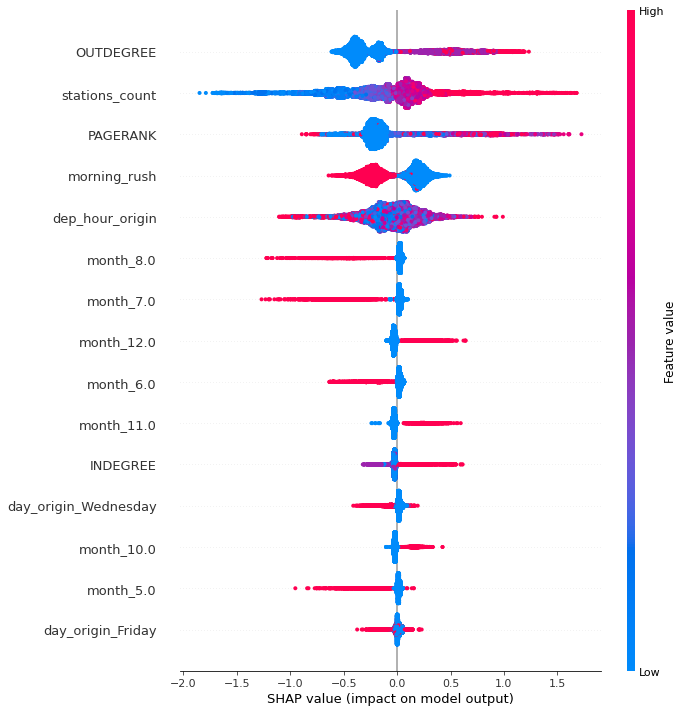 High
OUTDEGREE
stations_count
PAGERANK
morning_rush
dep_hour_origin
month_8.0
month_7.0
month_12.0
month_6.0
month_11.0
INDEGREE
day_origin_Wednesday
month_10.0
month_5.0
day_origin_Friday
Feature value
Low
−2.0 −1.5 −1.0 −0.5 0.0 0.5 1.0 1.5
SHAP value (impact on model output)